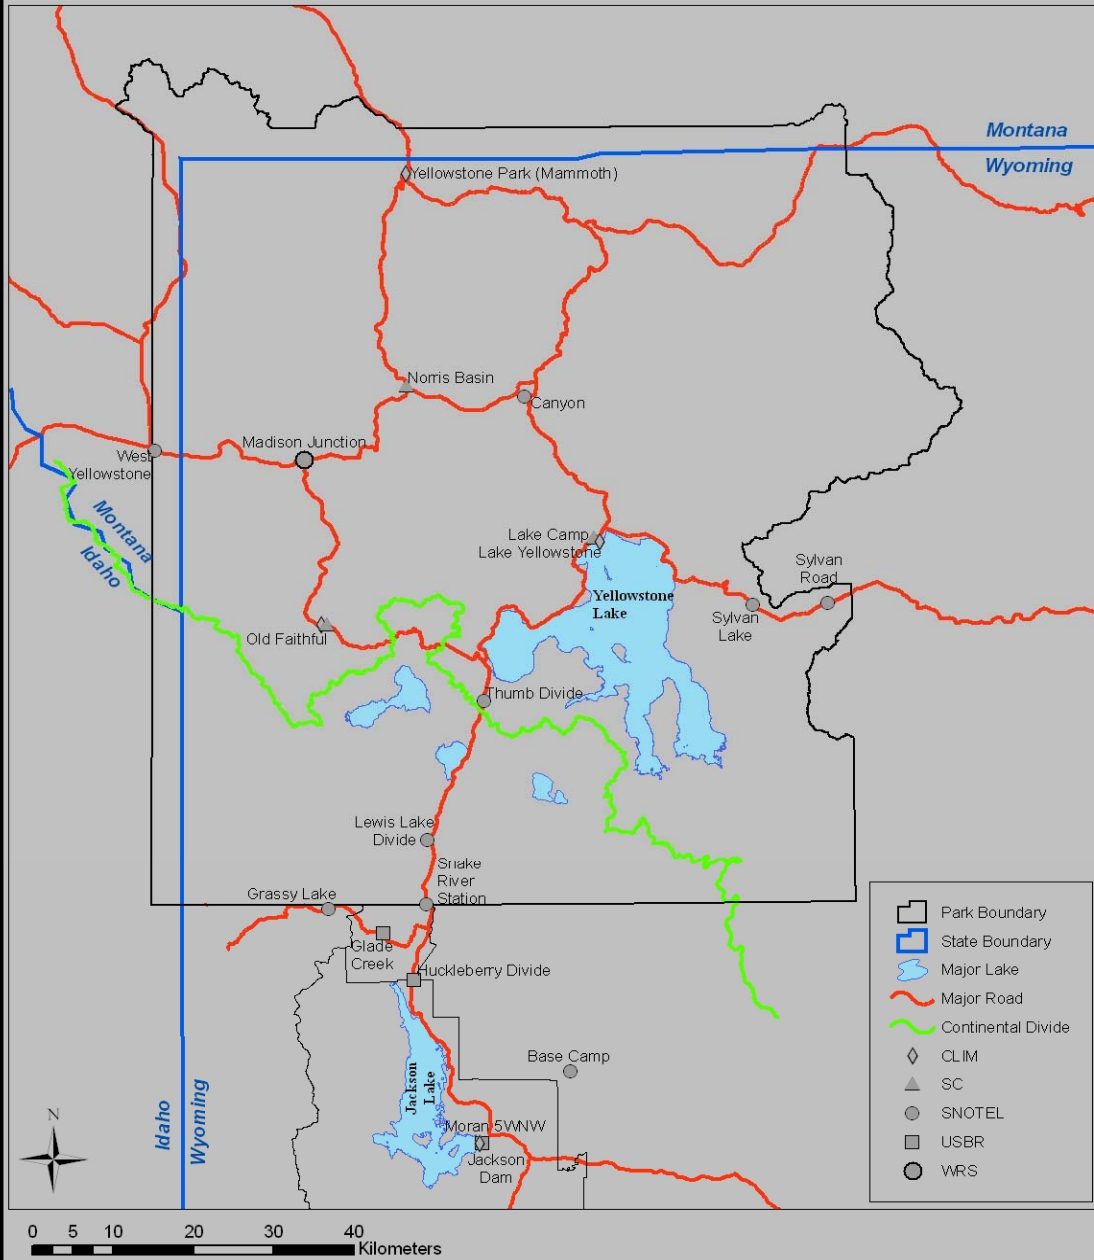 Montana
Wyoming
Yellowstone Park (Mammoth)
Norris Basin
Canyon
Madison Junction
West
Yellowstone
Montana
Idaho
Lake Camp
Lake Yellowstone
Yellowstone
Lake
Sylvan
Road
Sylvan
Lake
Old Faithful
Thumb Divide
Lewis Lake
Divide
Snake
River
Station
Grassy Lake
Glade
Creek
Huckleberry Divide
Base Camp
Jackson
Lake
Moran 5WNW
Jackson
Dam
Idaho
Wyoming
N
0 5 10 20 30 40
Kilometers
Park Boundary
State Boundary
Major Lake
Major Road
Continental Divide
CLIM
SC
SNOTEL
USBR
WRS